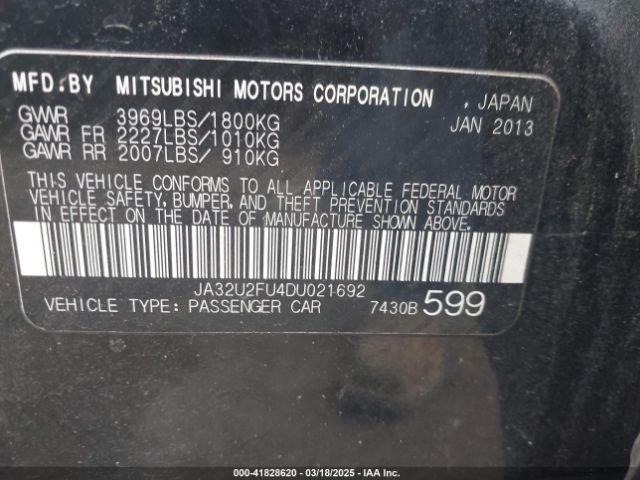 MFD.BY MITSUBISHI MOTORS CORPORATION , JAPAN
GVWR 3969LBS/1800KG JAN 2013
GAWR FR 2227LBS/1010KG
GAWR RR 2007LBS/ 910KG
THIS VEHICLE CONFORMS TO ALL APPLICABLE FEDERAL MOTOR
VEHICLE SAFETY, BUMPER, AND THEFT PREVENTION STANDARDS
IN EFFECT ON THE DATE OF MANUFACTURE SHOWN ABOVE.
JA32U2FU4DU021692
VEHICLE TYPE: PASSENGER CAR 7430B 599
000-41828620 — 03/18/2025 — IAA Inc.